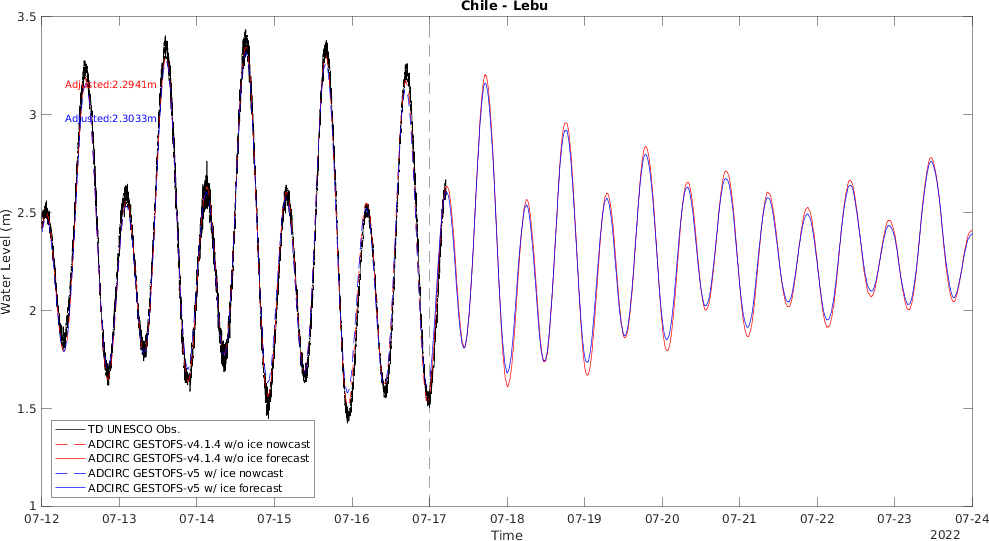 Chile - Lebu
3.5
3
2.5
2
1.5
1
Water Level (m)
Adjusted:2.2941m
Adjusted:2.3033m
TD UNESCO Obs.
ADCIRC GESTOFS-v4.1.4 w/o ice nowcast
ADCIRC GESTOFS-v4.1.4 w/o ice forecast
ADCIRC GESTOFS-v5 w/ ice nowcast
ADCIRC GESTOFS-v5 w/ ice forecast
07-12 07-13 07-14 07-15 07-16 07-17 07-18 07-19 07-20 07-21 07-22 07-23 07-24
Time
2022